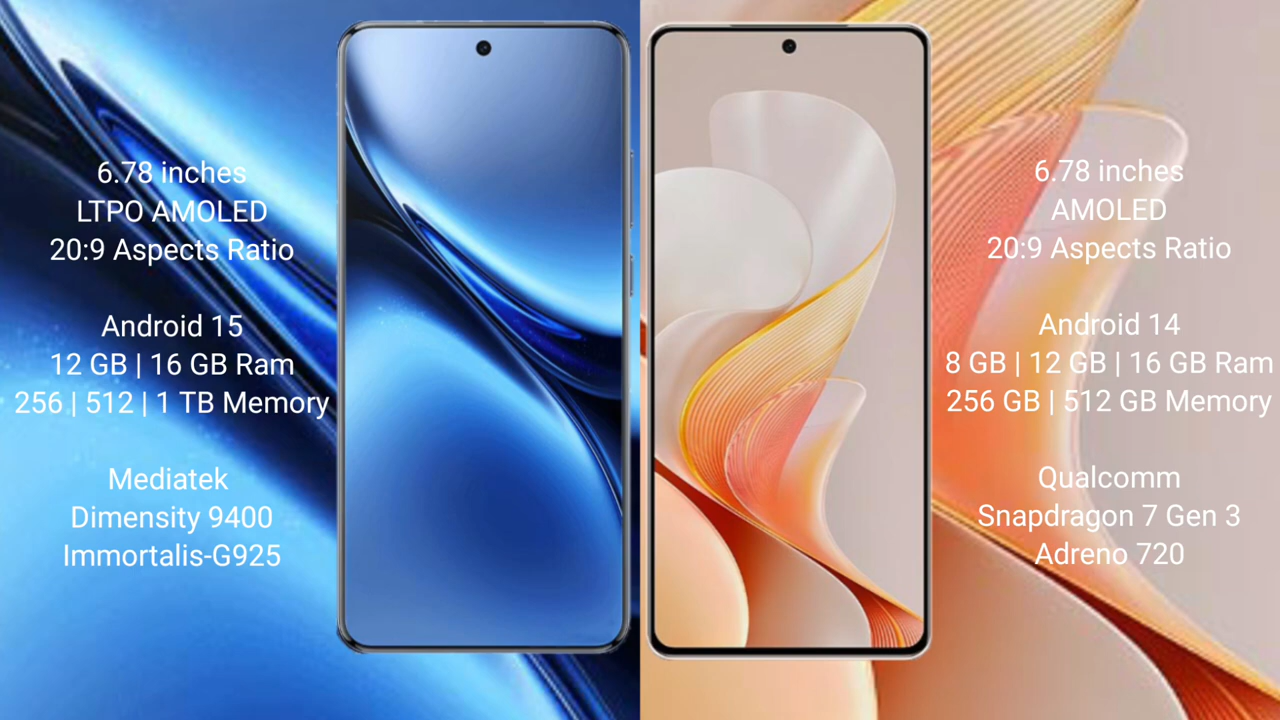 6.78 inches
LTPO AMOLED
20:9 Aspects Ratio
Android 15
12 GB | 16 GB Ram
256 | 512 | 1 TB Memory
Mediatek
Dimensity 9400
Immortalis-G925
6.78 inches
AMOLED
20:9 Aspects Ratio
Android 14
8 GB | 12 GB | 16 GB Ram
256 GB | 512 GB Memory
Qualcomm
Snapdragon 7 Gen 3
Adreno 720